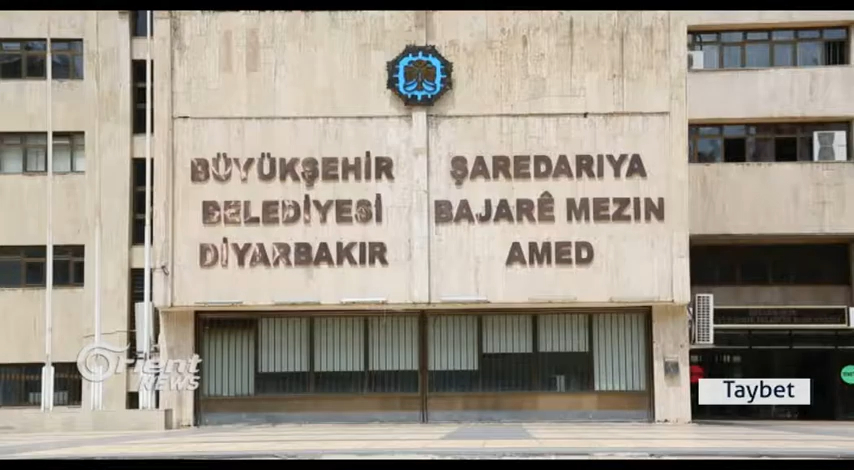 BÜYÜKŞEHİR
BELEDİYESİ
DİYARBAKIR
ŞAREDARIYA
BAJARÊ MEZIN
AMED
Orient
NEWS
Taybet